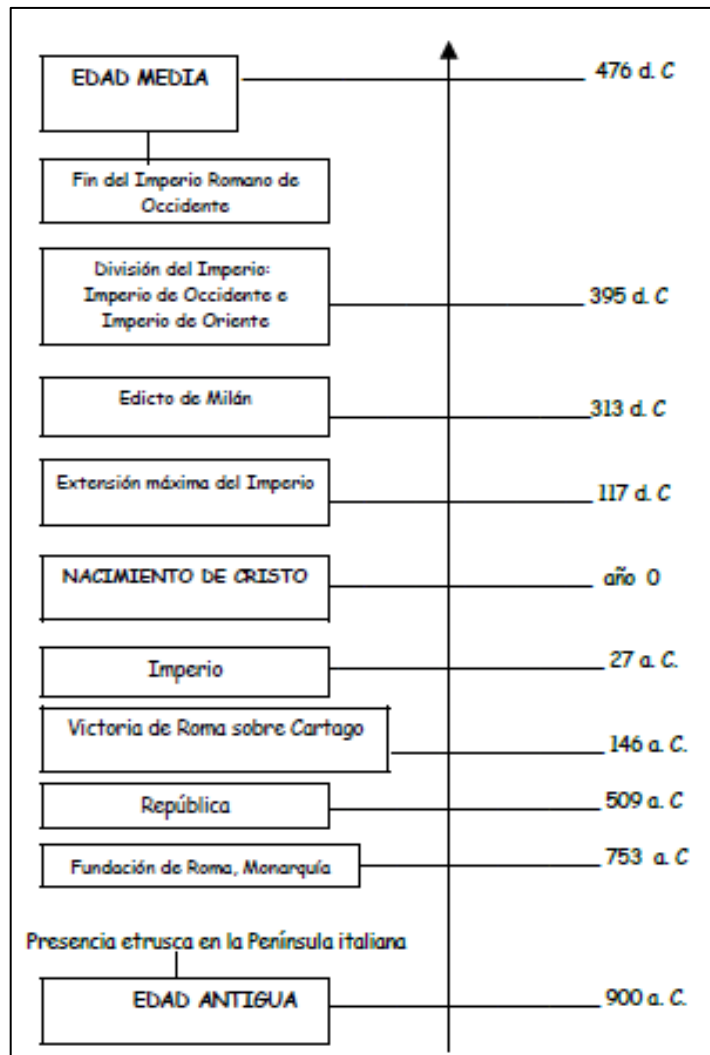 EDAD MEDIA
476 d. C
Fin del Imperio Romano de
Occidente
División del Imperio:
Imperio de Occidente e
Imperio de Oriente
395 d. C
Edicto de Milán
313 d. C
Extensión máxima del Imperio
117 d. C
NACIMIENTO DE CRISTO
año 0
Imperio
27 a. C.
Victoria de Roma sobre Cartago
146 a. C.
República
509 a. C
Fundación de Roma, Monarquía
753 a. C
Presencia etrusca en la Península italiana
EDAD ANTIGUA
900 a. C.